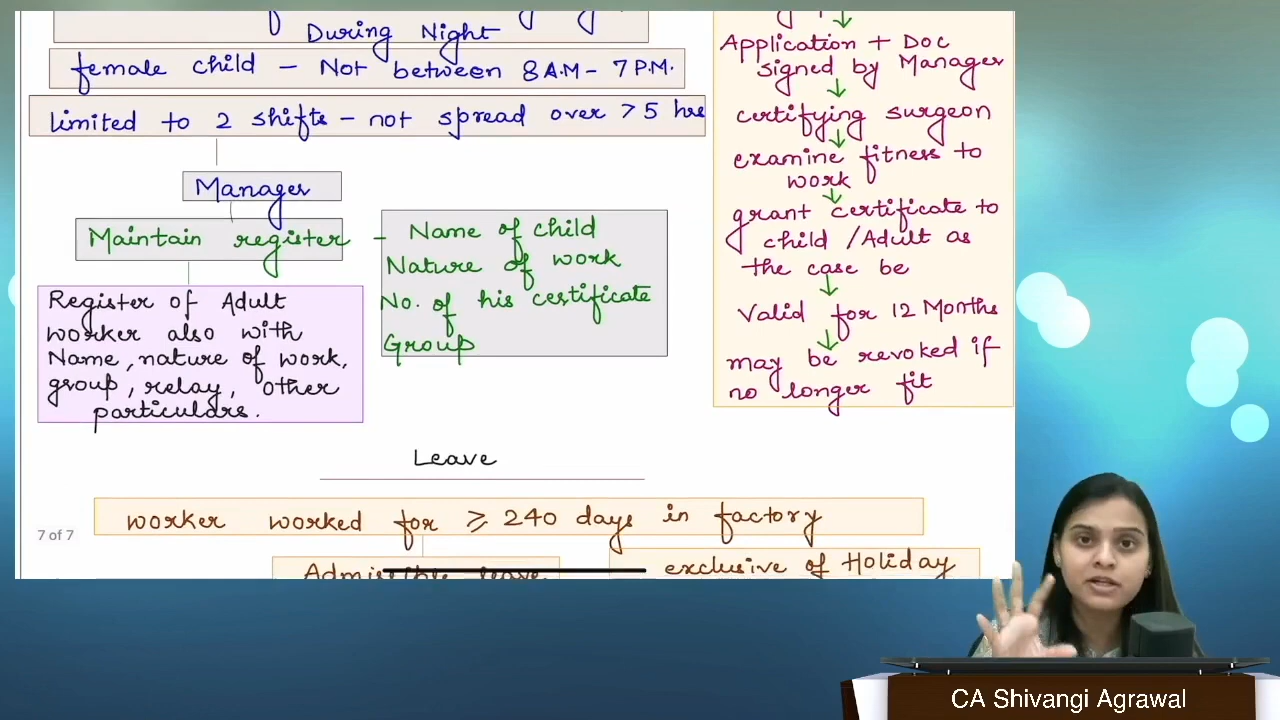 During Night
female child - Not between 8 A.M - 7 P.M.
Limited to 2 shifts - not spread over > 5 hrs
Manager
Maintain register -
Name of child
Nature of work
No. of his certificate
Group
Register of Adult
worker also with
Name, nature of work,
group, relay, other
particulars.
Application + Doc
signed by Manager
certifying surgeon
examine fitness to
work
grant certificate to
child / Adult as
the case be
Valid for 12 Months
may be revoked if
no longer fit
Leave
worker worked for ≥ 240 days in factory
7 of 7
Admissible leave
exclusive of Holiday
CA Shivangi Agrawal